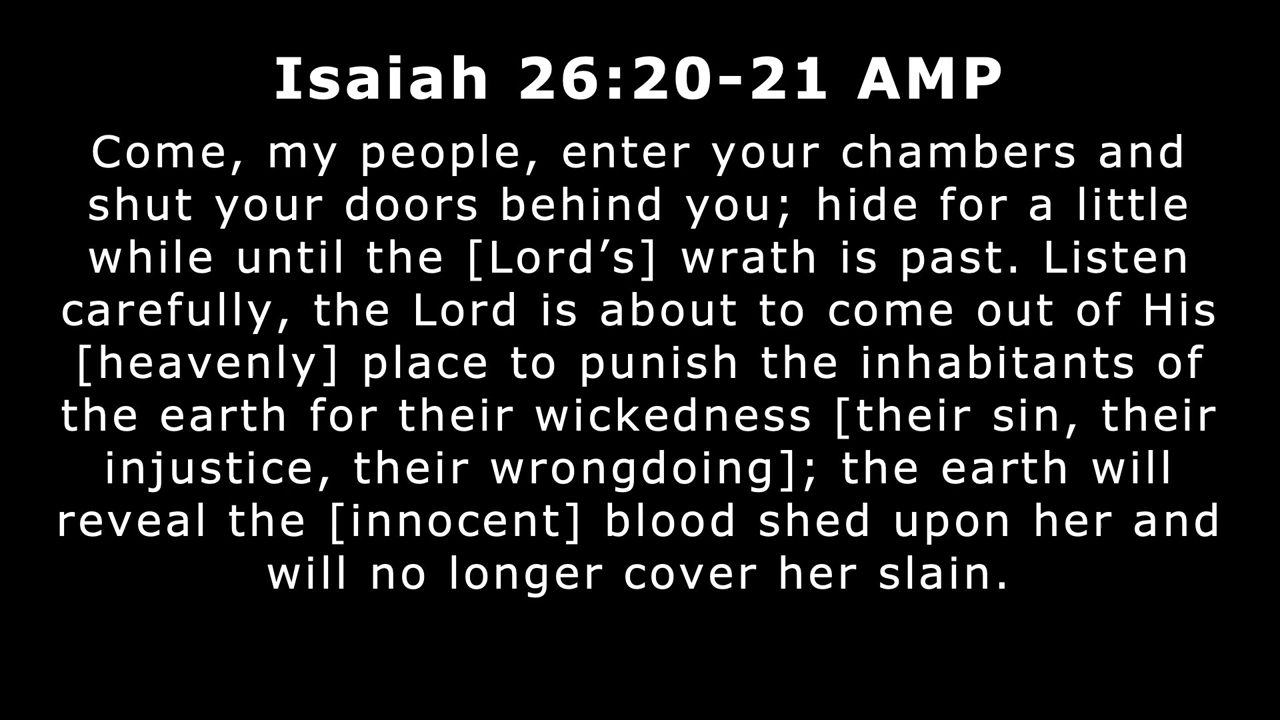 Isaiah 26:20-21 AMP
Come, my people, enter your chambers and
shut your doors behind you; hide for a little
while until the [Lord’s] wrath is past. Listen
carefully, the Lord is about to come out of His
[heavenly] place to punish the inhabitants of
the earth for their wickedness [their sin, their
injustice, their wrongdoing]; the earth will
reveal the [innocent] blood shed upon her and
will no longer cover her slain.